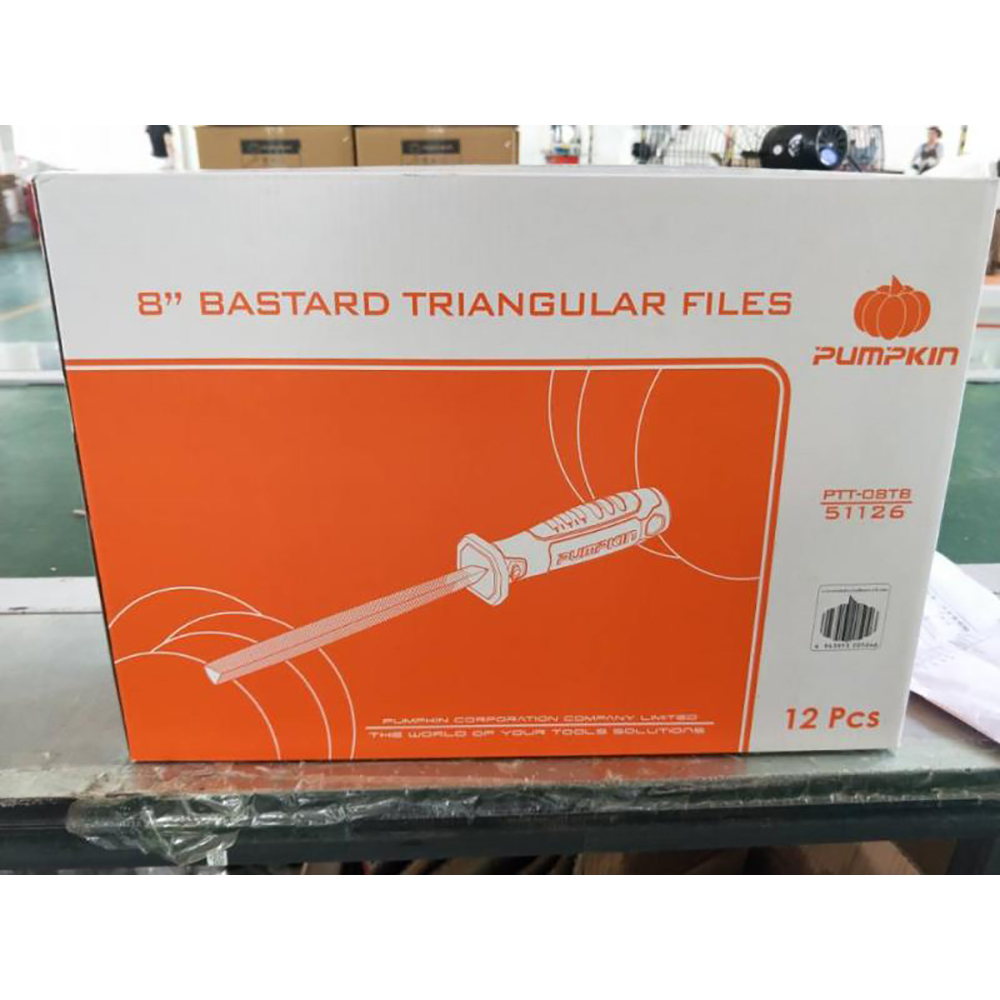 8” BASTARD TRIANGULAR FILES
PUMPKIN
PTT-08TB
51126
PUMPKIN
PUMPKIN CORPORATION COMPANY LIMITED
THE WORLD OF YOUR TOOLS SOLUTIONS
12 Pcs